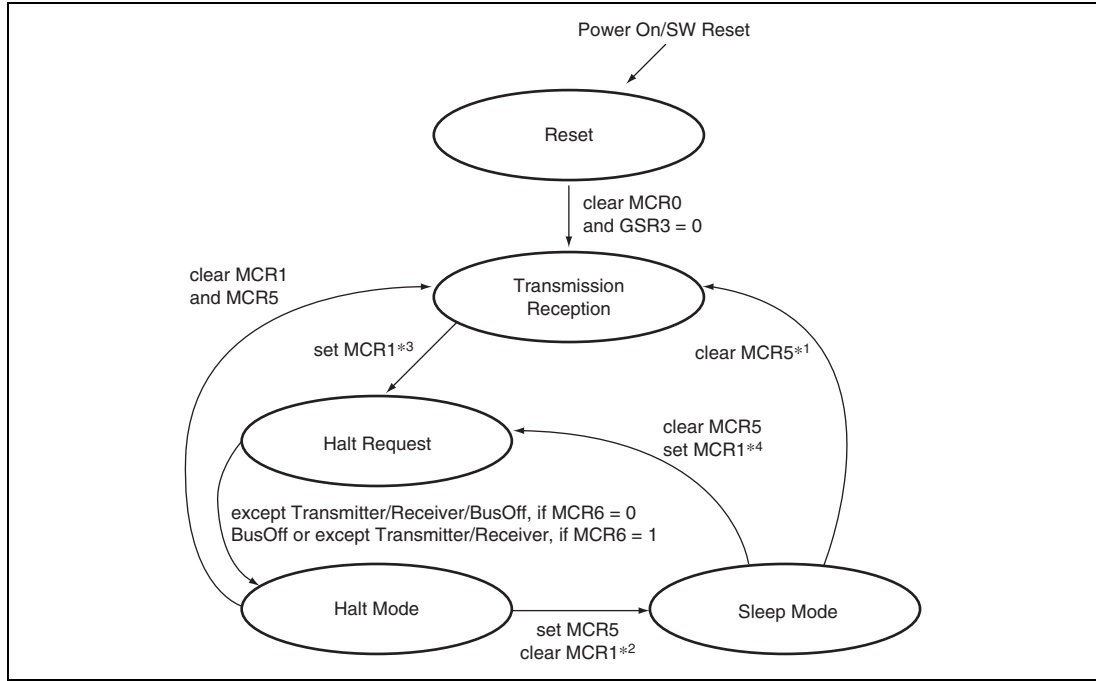 Power On/SW Reset
Reset
clear MCR0
and GSR3 = 0
clear MCR1
and MCR5
Transmission
Reception
set MCR1*3
clear MCR5*1
Halt Request
clear MCR5
set MCR1*4
except Transmitter/Receiver/BusOff, if MCR6 = 0
BusOff or except Transmitter/Receiver, if MCR6 = 1
Halt Mode
Sleep Mode
set MCR5
clear MCR1*2